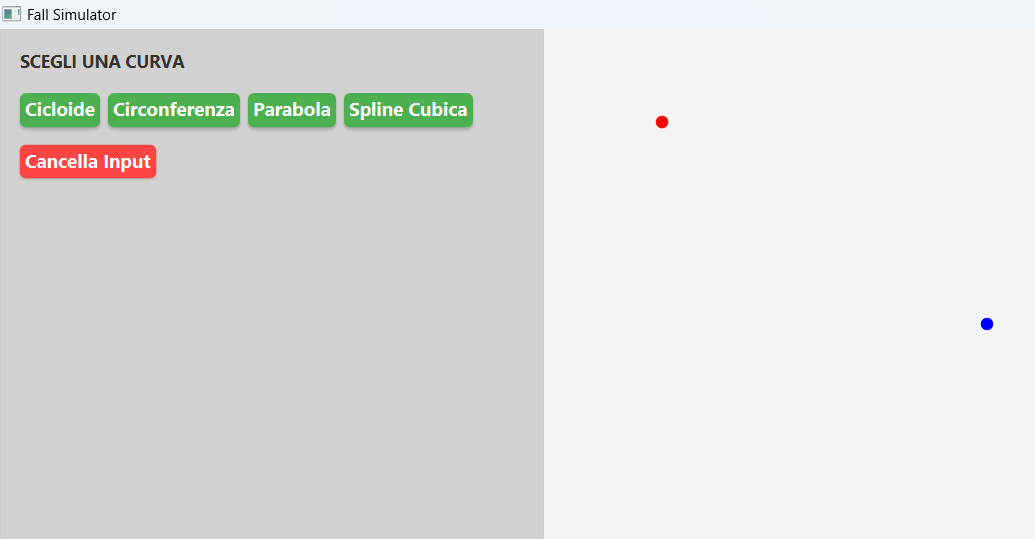 Fall Simulator
SCEGLI UNA CURVA
Cicloide Circonferenza Parabola Spline Cubica
Cancella Input